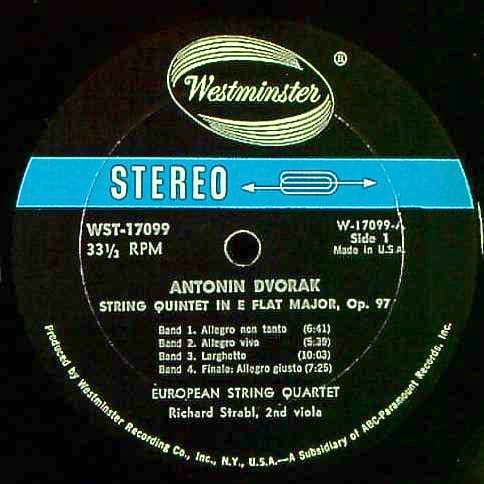 Westminster ®
STEREO
WST-17099
33⅓ RPM
W-17099-A
Side 1
Made in U.S.A.
ANTONIN DVORAK
STRING QUINTET IN E FLAT MAJOR, Op. 97
Band 1. Allegro non tanto (6:41)
Band 2. Allegro vivo (5:39)
Band 3. Larghetto (10:03)
Band 4. Finale: Allegro giusto (7:25)
EUROPEAN STRING QUARTET
Richard Strabl, 2nd viola
Produced by Westminster Recording Co., Inc., N.Y., U.S.A.—A Subsidiary of ABC-Paramount Records, Inc.